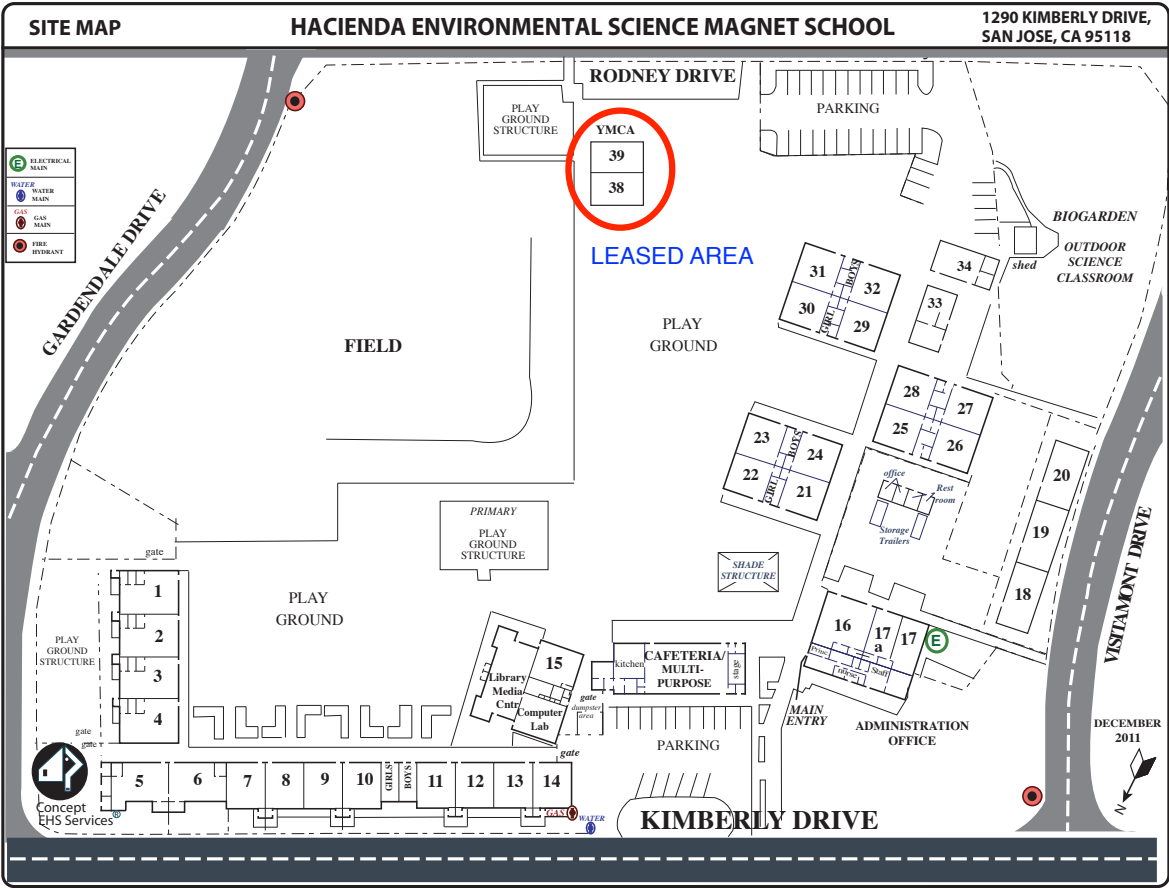 SITE MAP
HACIENDA ENVIRONMENTAL SCIENCE MAGNET SCHOOL
1290 KIMBERLY DRIVE,
SAN JOSE, CA 95118
RODNEY DRIVE
PLAY
GROUND
STRUCTURE
YMCA
39
38
LEASED AREA
PARKING
E
ELECTRICAL
MAIN
WATER
WATER
MAIN
GAS
GAS
MAIN
FIRE
HYDRANT
GARDENDALE DRIVE
BIOGARDEN
OUTDOOR
SCIENCE
CLASSROOM
shed
34
33
31
BOYS
32
30
GIRL
29
FIELD
PLAY
GROUND
28
27
25
26
23
BOYS
24
22
GIRL
21
office
Rest
room
Storage
Trailers
20
19
18
VISITAMONT DRIVE
PRIMARY
PLAY
GROUND
STRUCTURE
SHADE
STRUCTURE
gate
1
2
3
4
PLAY
GROUND
STRUCTURE
PLAY
GROUND
16
17
a
17
E
Princ
nurse
Staff
MAIN
ENTRY
ADMINISTRATION
OFFICE
15
Library
Media
Cntr
Computer
Lab
kitchen
CAFETERIA/
MULTI-
PURPOSE
stage
gate
dumpster
area
gate
PARKING
gate
gate
5
6
7
8
9
10
GIRLS
BOYS
11
12
13
14
GAS
WATER
KIMBERLY DRIVE
Concept
EHS Services®
DECEMBER
2011
N